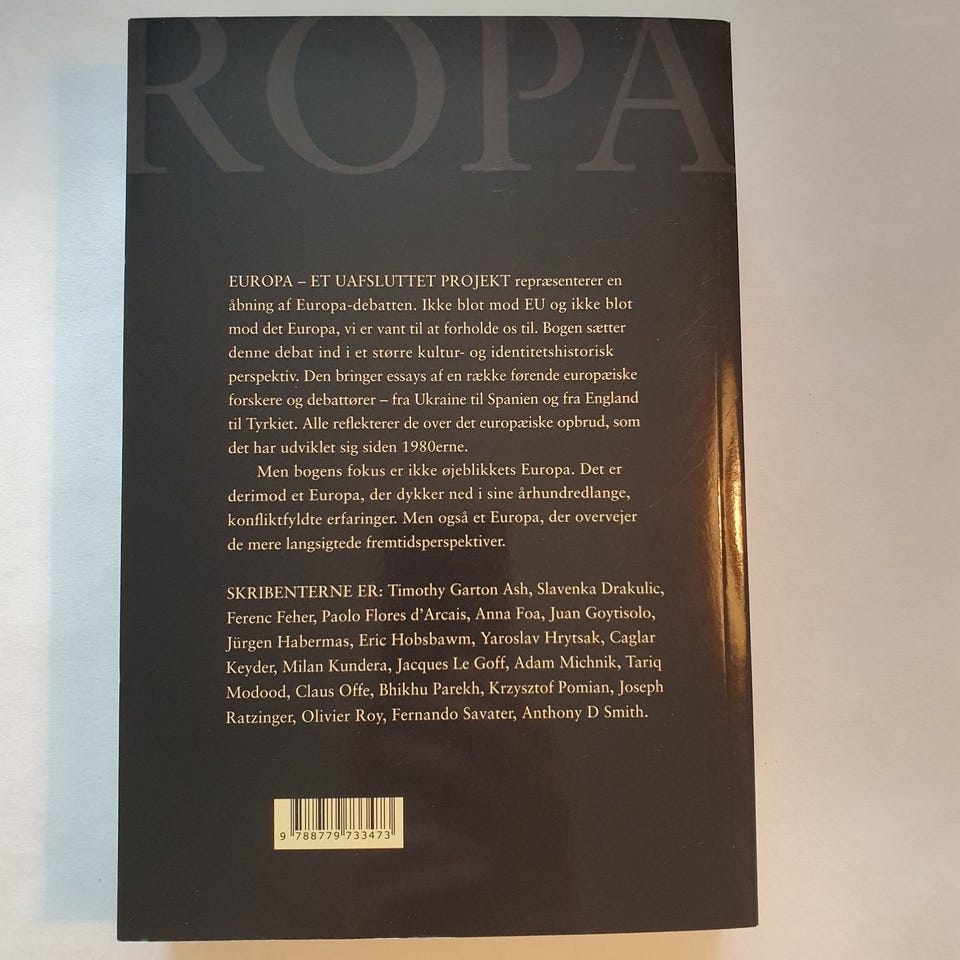 ROPA
EUROPA – ET UAFSLUTTET PROJEKT repræsenterer en
åbning af Europa-debatten. Ikke blot mod EU og ikke blot
mod det Europa, vi er vant til at forholde os til. Bogen sætter
denne debat ind i et større kultur- og identitetshistorisk
perspektiv. Den bringer essays af en række førende europæiske
forskere og debattører – fra Ukraine til Spanien og fra England
til Tyrkiet. Alle reflekterer de over det europæiske opbrud, som
det har udviklet sig siden 1980erne.
Men bogens fokus er ikke øjeblikkets Europa. Det er
derimod et Europa, der dykker ned i sine århundredlange,
konfliktfyldte erfaringer. Men også et Europa, der overvejer
de mere langsigtede fremtidsperspektiver.
SKRIBENTERNE ER: Timothy Garton Ash, Slavenka Drakulic,
Ferenc Feher, Paolo Flores d’Arcais, Anna Foa, Juan Goytisolo,
Jürgen Habermas, Eric Hobsbawm, Yaroslav Hrytsak, Caglar
Keyder, Milan Kundera, Jacques Le Goff, Adam Michnik, Tariq
Modood, Claus Offe, Bhikhu Parekh, Krzysztof Pomian, Joseph
Ratzinger, Olivier Roy, Fernando Savater, Anthony D Smith.
9 788779 733473